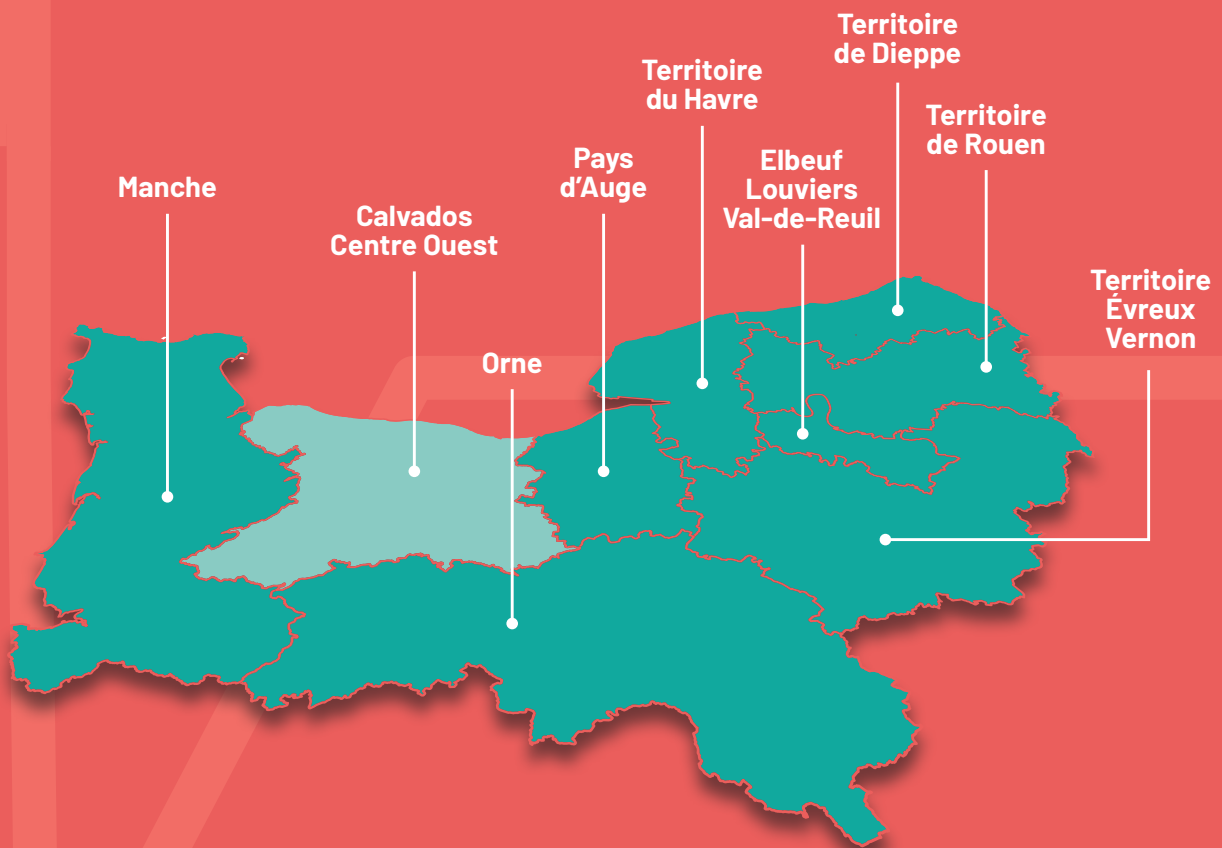 Territoire
de Dieppe
Territoire
du Havre
Territoire
de Rouen
Pays
d’Auge
Elbeuf
Louviers
Val-de-Reuil
Manche
Calvados
Centre Ouest
Territoire
Évreux
Vernon
Orne